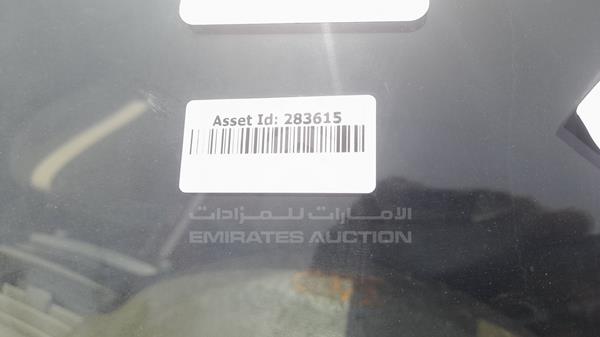 Asset Id: 283615
الامارات للمزادات
EMIRATES AUCTION